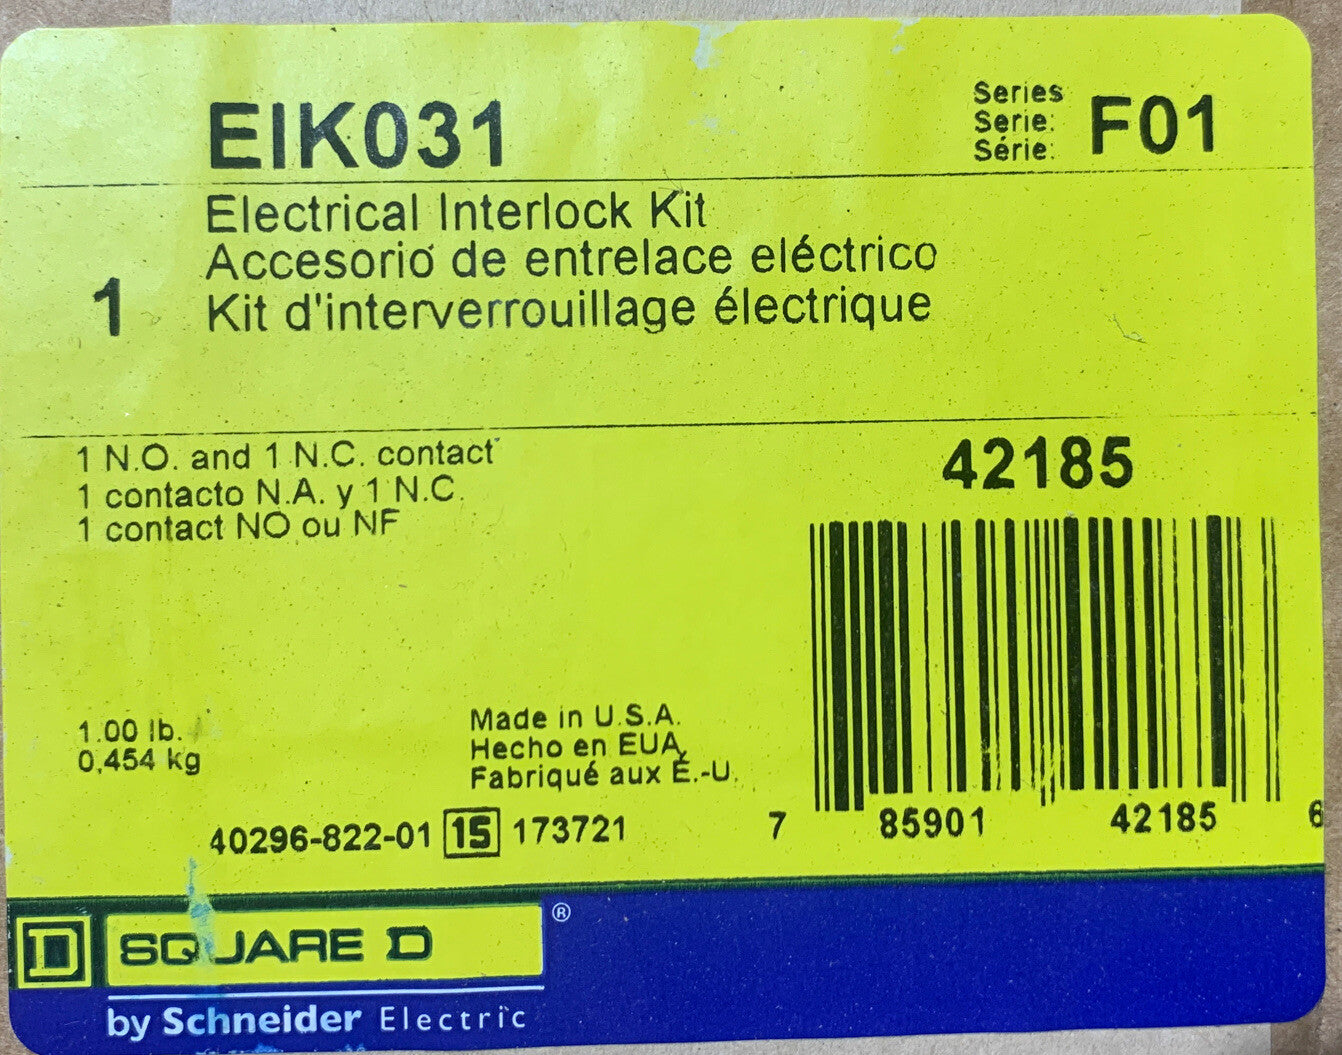 EIK031
Series
Serie:
Série:
F01
1
Electrical Interlock Kit
Accesorio de entrelace eléctrico
Kit d'interverrouillage électrique
1 N.O. and 1 N.C. contact
1 contacto N.A. y 1 N.C.
1 contact NO ou NF
42185
1.00 lb.
0,454 kg
Made in U.S.A.
Hecho en EUA
Fabriqué aux É.-U.
40296-822-01 15 173721
7 85901 42185 6
D SQUARE D ®
by Schneider Electric